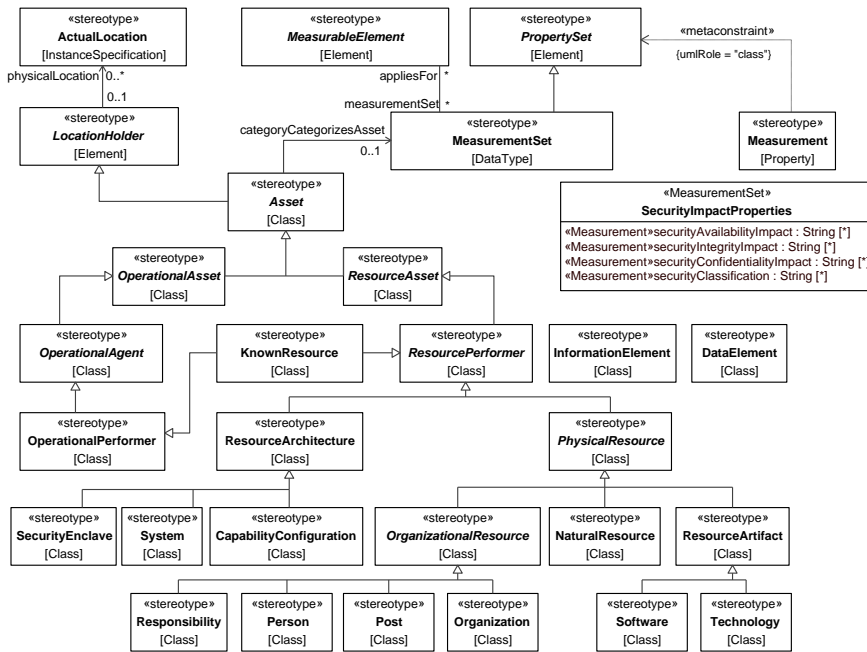 «stereotype»
ActualLocation
[InstanceSpecification]
«stereotype»
MeasurableElement
[Element]
«stereotype»
PropertySet
[Element]
«metaconstraint»
{umlRole = "class"}
physicalLocation 0..*
0..1
appliesFor *
measurementSet *
«stereotype»
LocationHolder
[Element]
categoryCategorizesAsset
0..1
«stereotype»
MeasurementSet
[DataType]
«stereotype»
Measurement
[Property]
«stereotype»
Asset
[Class]
«MeasurementSet»
SecurityImpactProperties
«Measurement»securityAvailabilityImpact : String [*]
«Measurement»securityIntegrityImpact : String [*]
«Measurement»securityConfidentialityImpact : String [*]
«Measurement»securityClassification : String [*]
«stereotype»
OperationalAsset
[Class]
«stereotype»
ResourceAsset
[Class]
«stereotype»
OperationalAgent
[Class]
«stereotype»
KnownResource
[Class]
«stereotype»
ResourcePerformer
[Class]
«stereotype»
InformationElement
[Class]
«stereotype»
DataElement
[Class]
«stereotype»
OperationalPerformer
[Class]
«stereotype»
ResourceArchitecture
[Class]
«stereotype»
PhysicalResource
[Class]
«stereotype»
SecurityEnclave
[Class]
«stereotype»
System
[Class]
«stereotype»
CapabilityConfiguration
[Class]
«stereotype»
OrganizationalResource
[Class]
«stereotype»
NaturalResource
[Class]
«stereotype»
ResourceArtifact
[Class]
«stereotype»
Responsibility
[Class]
«stereotype»
Person
[Class]
«stereotype»
Post
[Class]
«stereotype»
Organization
[Class]
«stereotype»
Software
[Class]
«stereotype»
Technology
[Class]